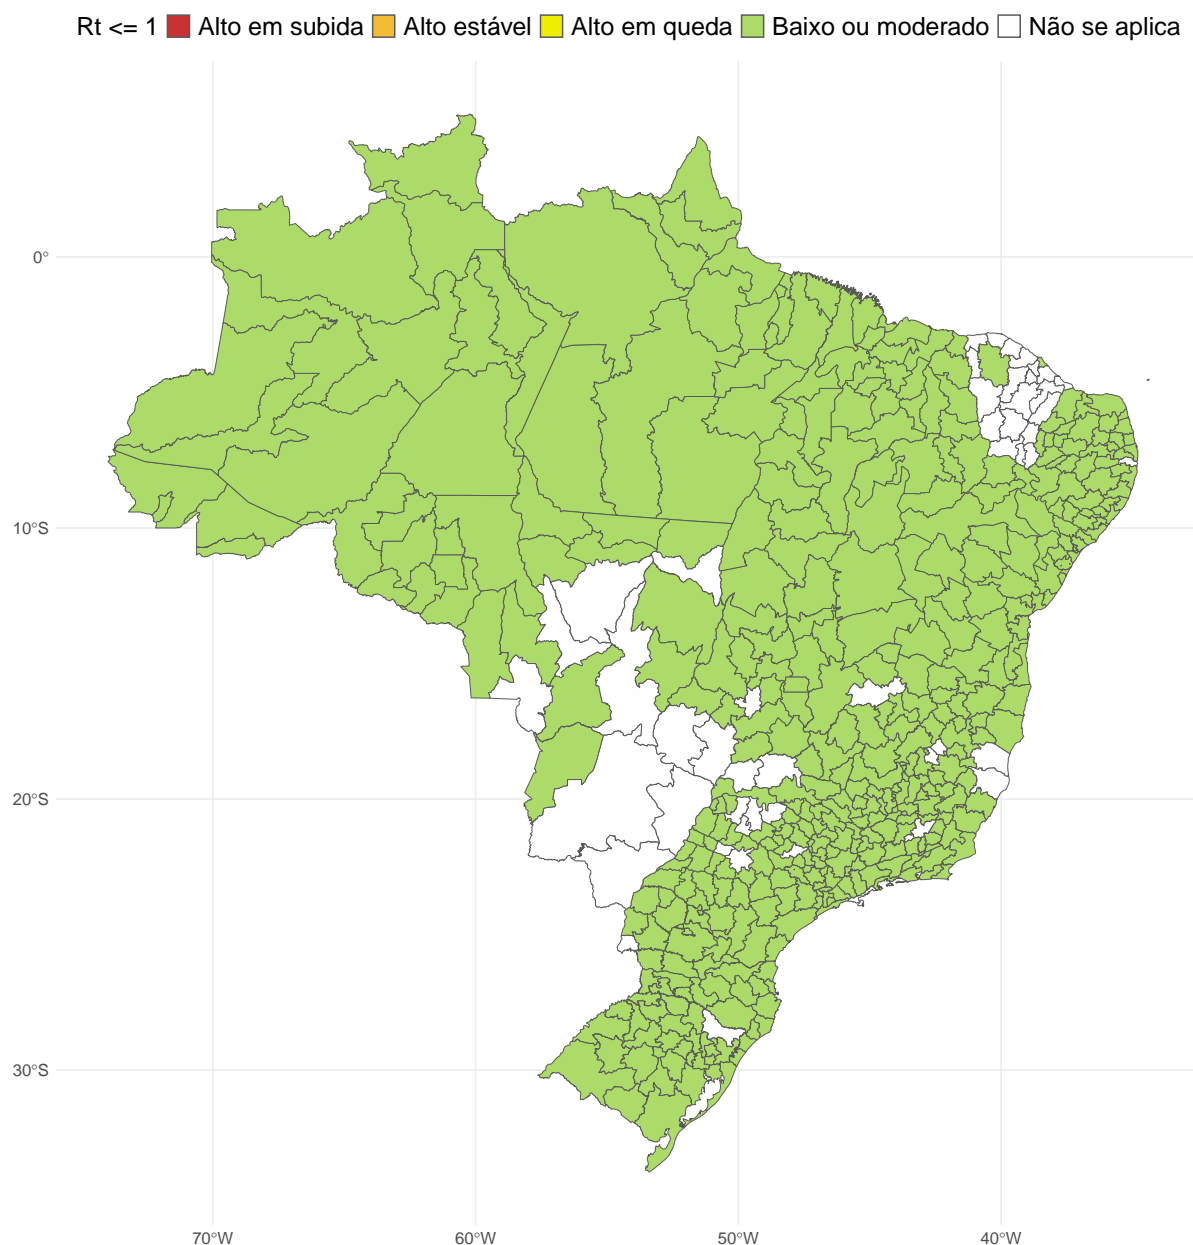 Rt <= 1 Alto em subida Alto estável Alto em queda Baixo ou moderado Não se aplica
0°
10°S
20°S
30°S
70°W 60°W 50°W 40°W